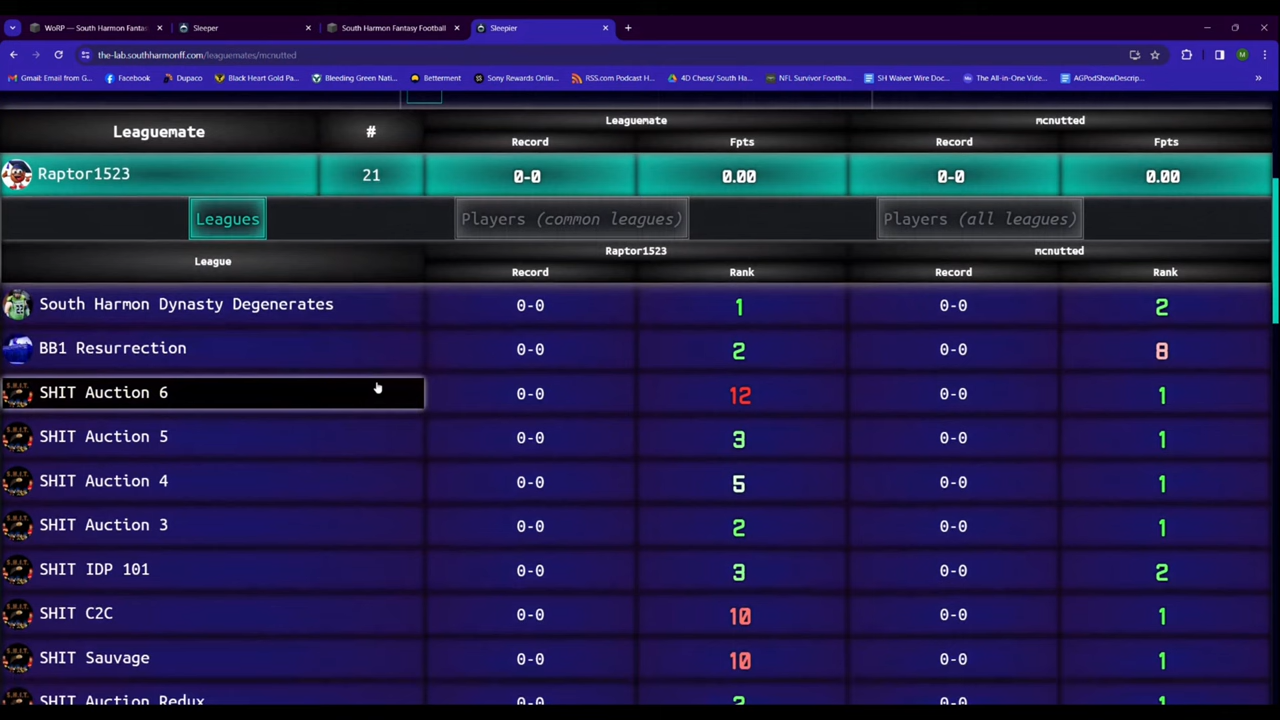 WoRP — South Harmon Fantas
Sleeper
South Harmon Fantasy Football
Sleepier
the-lab.southharmonff.com/leaguemates/mcnutted
Gmail: Email from G...
Facebook
Dupaco
Black Heart Gold Pa...
Bleeding Green Nati...
Betterment
Sony Rewards Onlin...
RSS.com Podcast H...
4D Chess/ South Ha...
NFL Survivor Footba...
SH Waiver Wire Doc...
The All-in-One Vide...
AGPodShowDescrip...
Leaguemate # Leaguemate mcnutted
Record Fpts Record Fpts
Raptor1523 21 0-0 0.00 0-0 0.00
Leagues Players (common leagues) Players (all leagues)
League Raptor1523 mcnutted
Record Rank Record Rank
South Harmon Dynasty Degenerates 0-0 1 0-0 2
BB1 Resurrection 0-0 2 0-0 8
SHIT Auction 6 0-0 12 0-0 1
SHIT Auction 5 0-0 3 0-0 1
SHIT Auction 4 0-0 5 0-0 1
SHIT Auction 3 0-0 2 0-0 1
SHIT IDP 101 0-0 3 0-0 2
SHIT C2C 0-0 10 0-0 1
SHIT Sauvage 0-0 10 0-0 1
SHIT Auction Redux